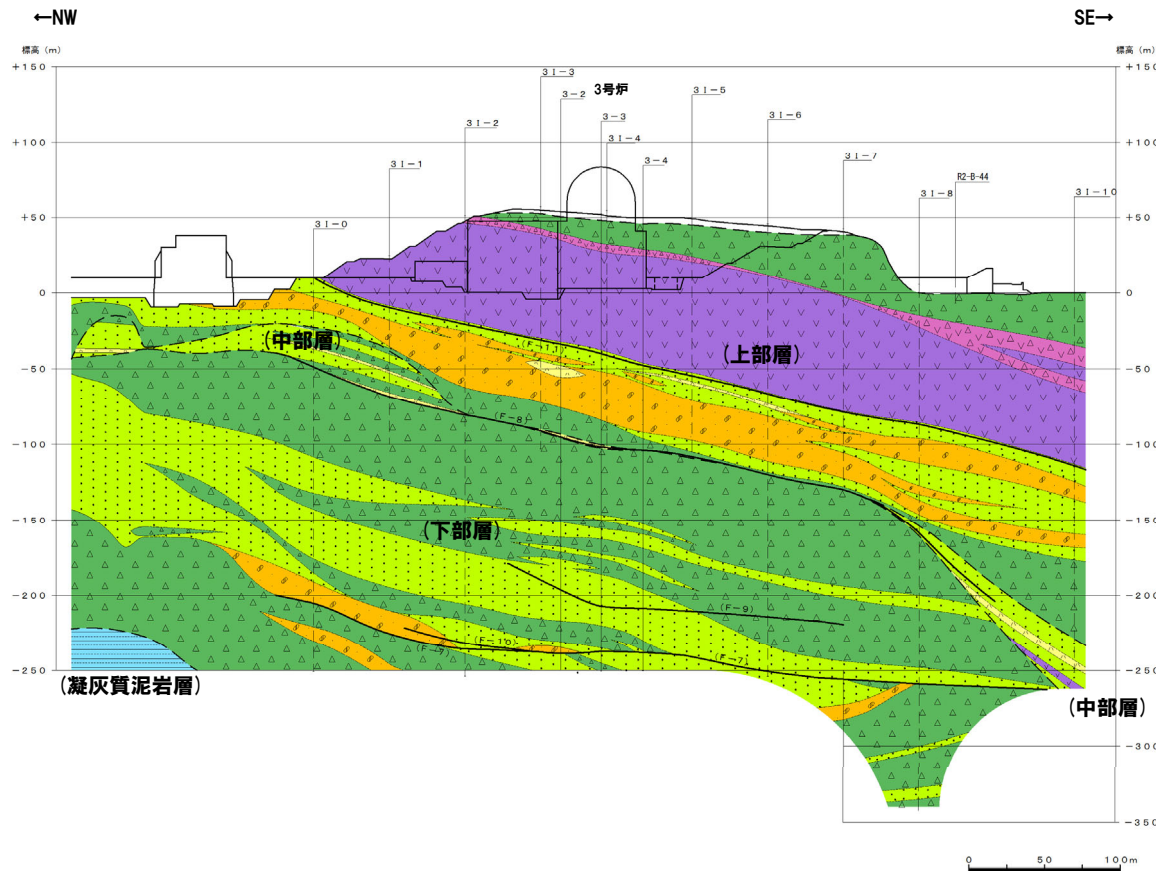 ←NW
SE→
標高（m）
標高（m）
+150
+150
3Ｉ－3
3号炉
3Ｉ－5
3－2
3－3
3Ｉ－6
3Ｉ－2
+100
+100
3Ｉ－4
3－4
3Ｉ－1
3Ｉ－7
R2-B-44
3Ｉ－8
3Ｉ－10
+50
+50
3Ｉ－0
0
0
(中部層)
(F－11)
(上部層)
−50
−50
(F－8)
−100
−100
−150
−150
(下部層)
−200
−200
(F－9)
(F－10)
(F－7)
−250
−250
(凝灰質泥岩層)
(中部層)
−300
−350
0 50 100m